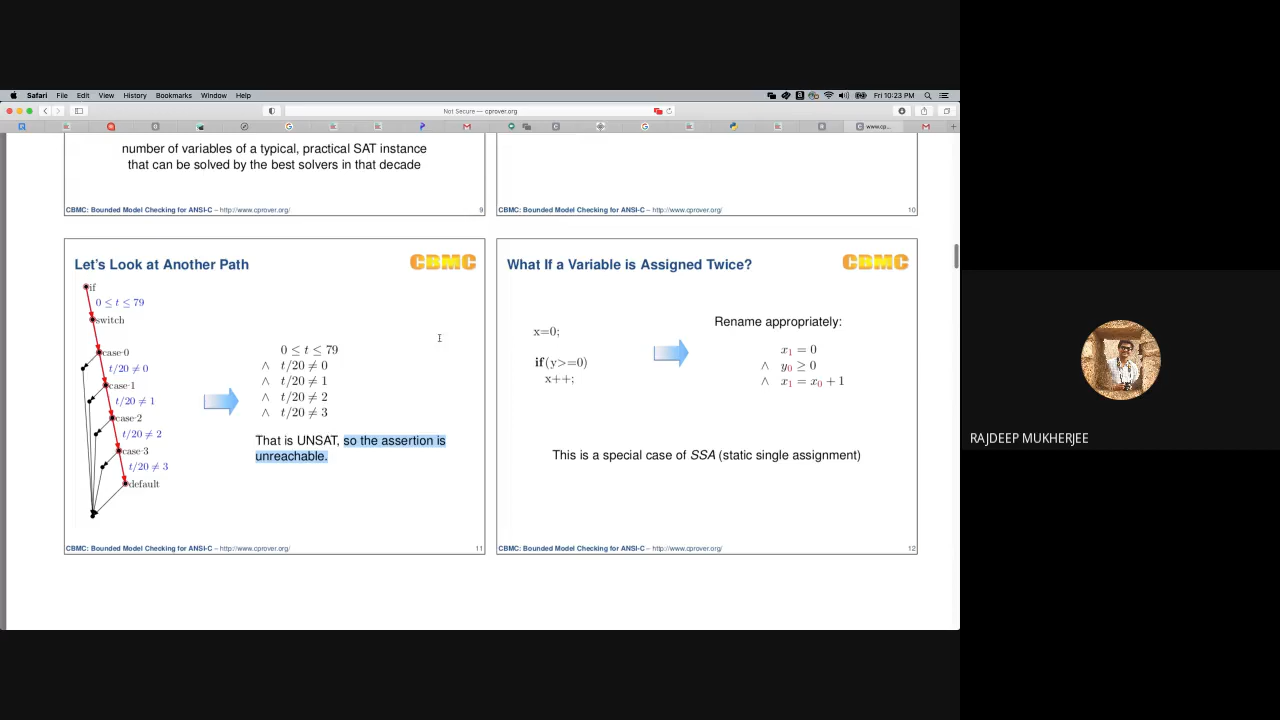 Safari File Edit View History Bookmarks Window Help
Fri 10:23 PM
Not Secure — cprover.org
www.cp...
number of variables of a typical, practical SAT instance
that can be solved by the best solvers in that decade
CBMC: Bounded Model Checking for ANSI-C – http://www.cprover.org/ 9
CBMC: Bounded Model Checking for ANSI-C – http://www.cprover.org/ 10
Let's Look at Another Path
CBMC
if
0 ≤ t ≤ 79
switch
case 0
t/20 ≠ 0
case 1
t/20 ≠ 1
case 2
t/20 ≠ 2
case 3
t/20 ≠ 3
default
0 ≤ t ≤ 79
∧ t/20 ≠ 0
∧ t/20 ≠ 1
∧ t/20 ≠ 2
∧ t/20 ≠ 3
That is UNSAT, so the assertion is
unreachable.
CBMC: Bounded Model Checking for ANSI-C – http://www.cprover.org/ 11
What If a Variable is Assigned Twice?
CBMC
x=0;
if(y>=0)
x++;
Rename appropriately:
x₁ = 0
∧ y₀ ≥ 0
∧ x₁ = x₀ + 1
This is a special case of SSA (static single assignment)
CBMC: Bounded Model Checking for ANSI-C – http://www.cprover.org/ 12
RAJDEEP MUKHERJEE